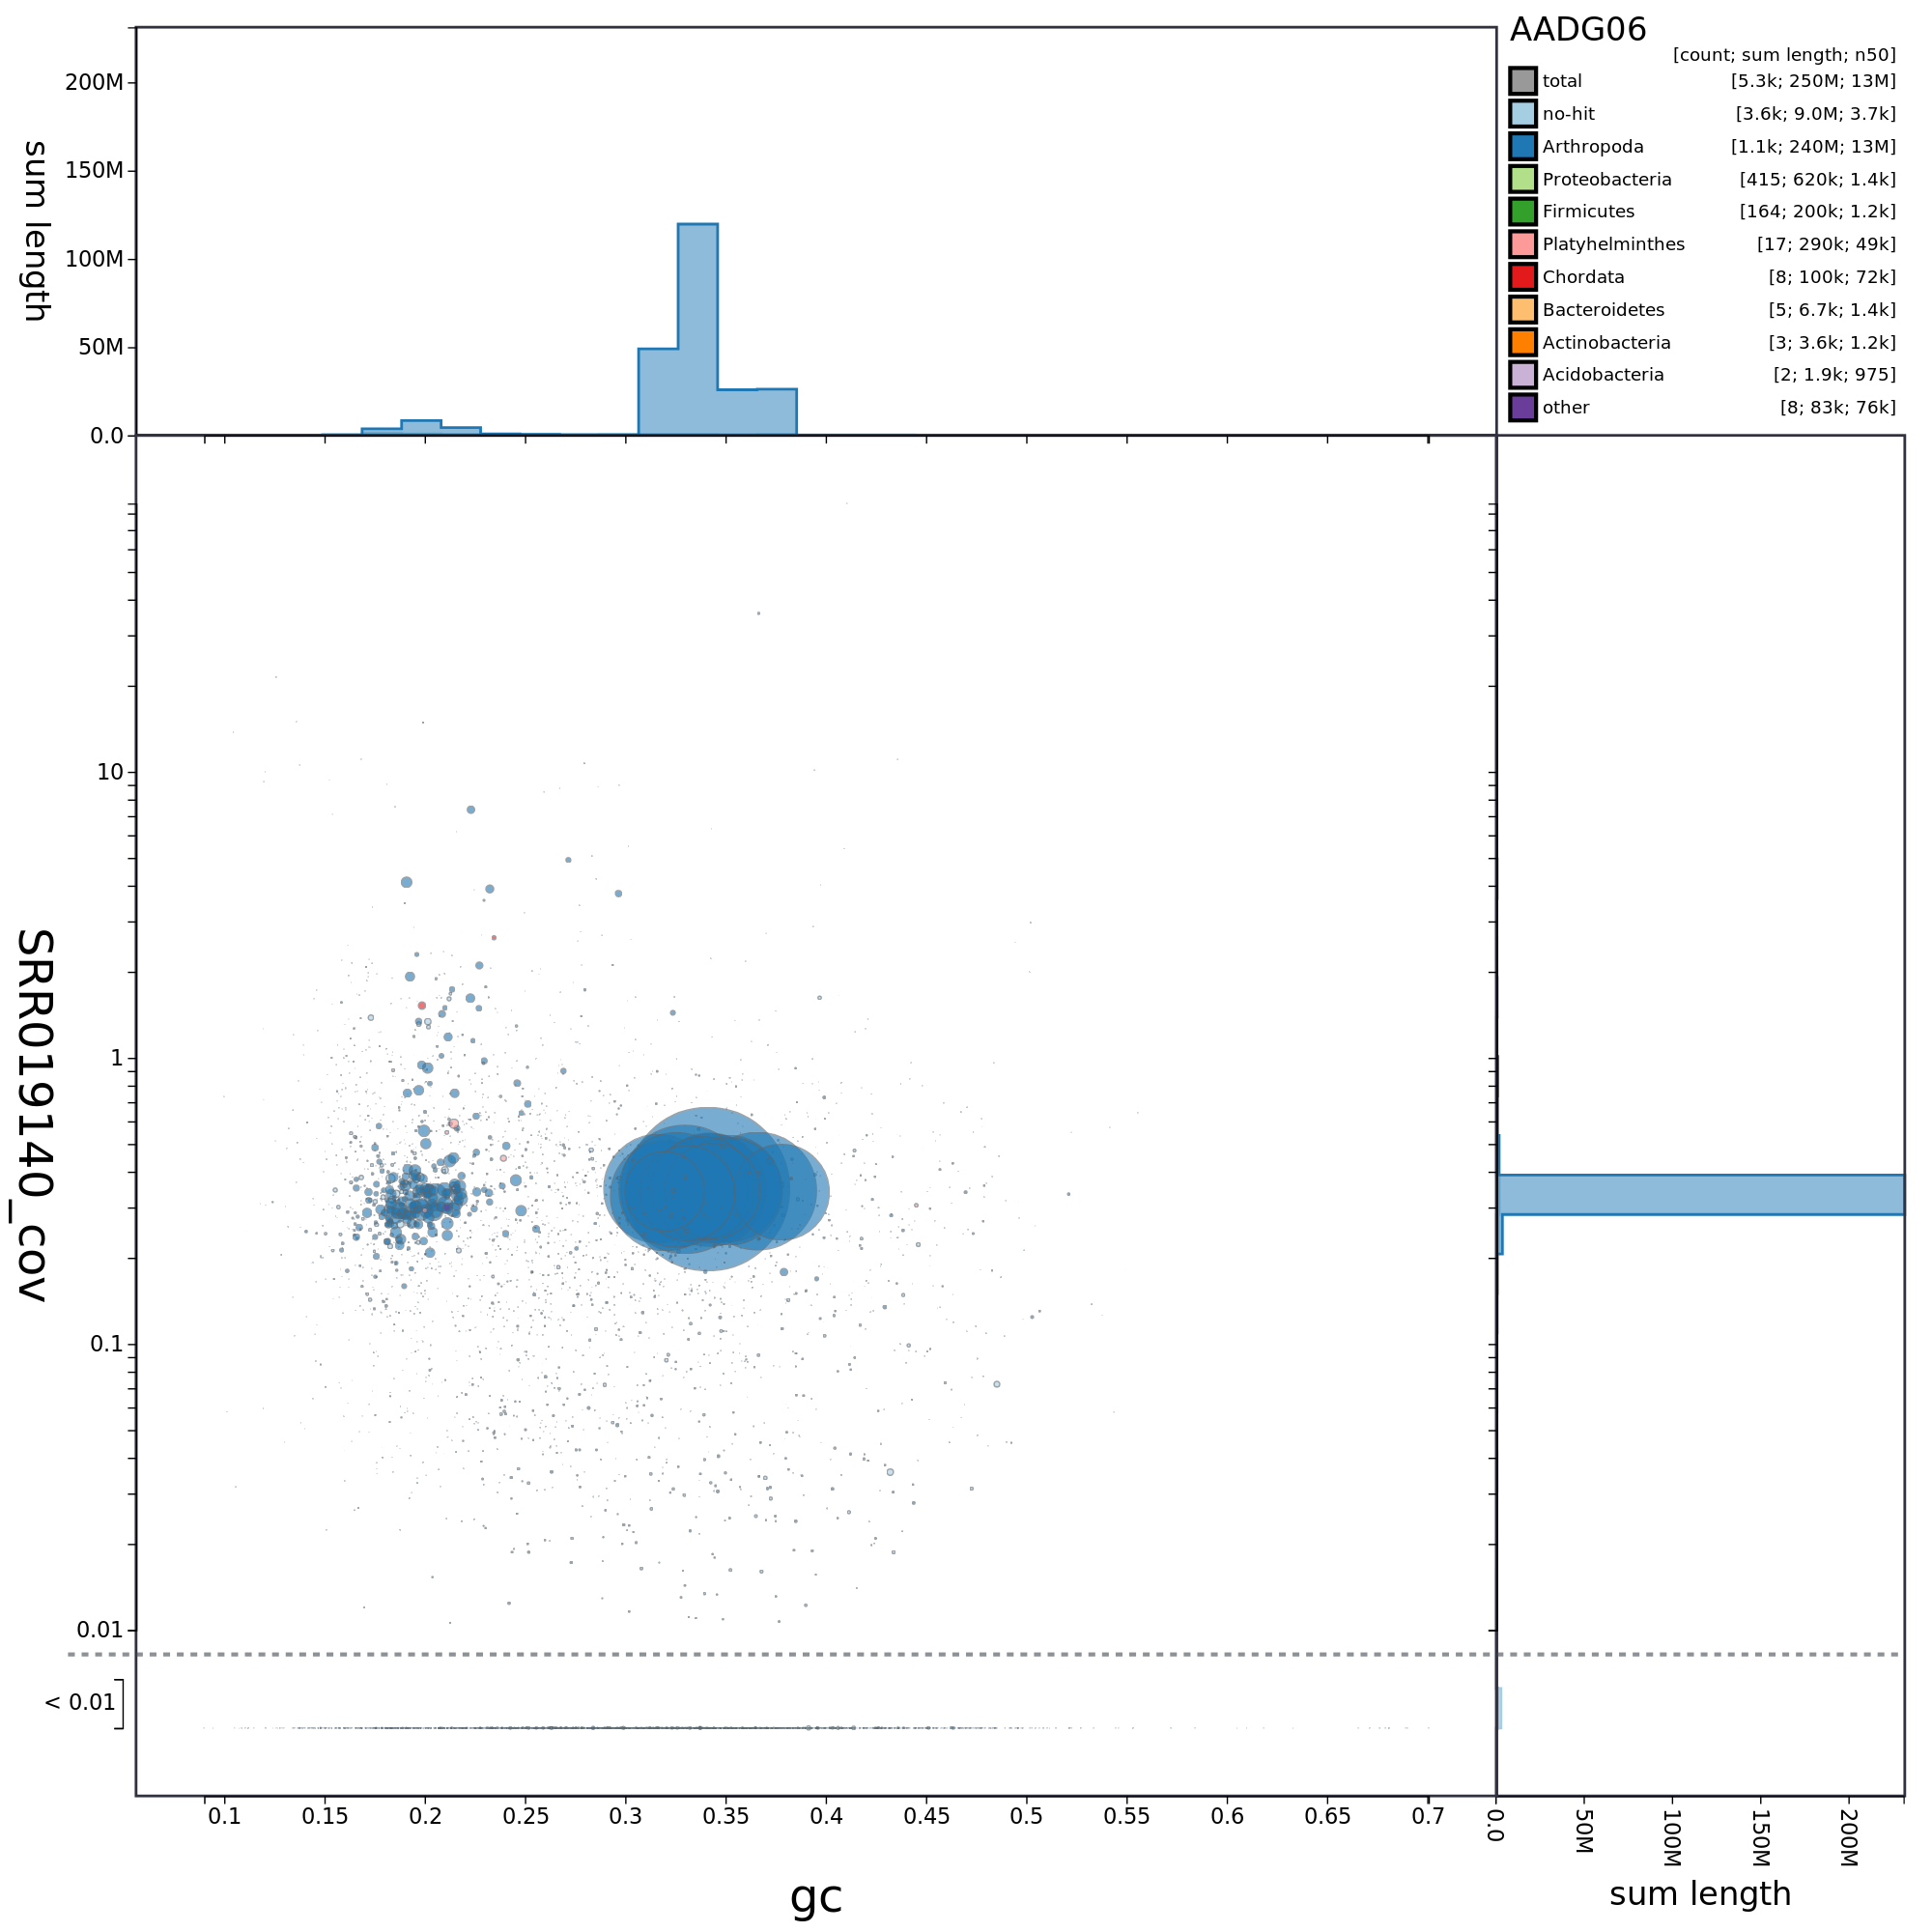 AADG06
[count; sum length; n50]
total [5.3k; 250M; 13M]
no-hit [3.6k; 9.0M; 3.7k]
Arthropoda [1.1k; 240M; 13M]
Proteobacteria [415; 620k; 1.4k]
Firmicutes [164; 200k; 1.2k]
Platyhelminthes [17; 290k; 49k]
Chordata [8; 100k; 72k]
Bacteroidetes [5; 6.7k; 1.4k]
Actinobacteria [3; 3.6k; 1.2k]
Acidobacteria [2; 1.9k; 975]
other [8; 83k; 76k]
sum length
200M
150M
100M
50M
0.0
SRR019140_cov
10
1
0.1
0.01
< 0.01
0.1 0.15 0.2 0.25 0.3 0.35 0.4 0.45 0.5 0.55 0.6 0.65 0.7
gc
0.0 50M 100M 150M 200M
sum length